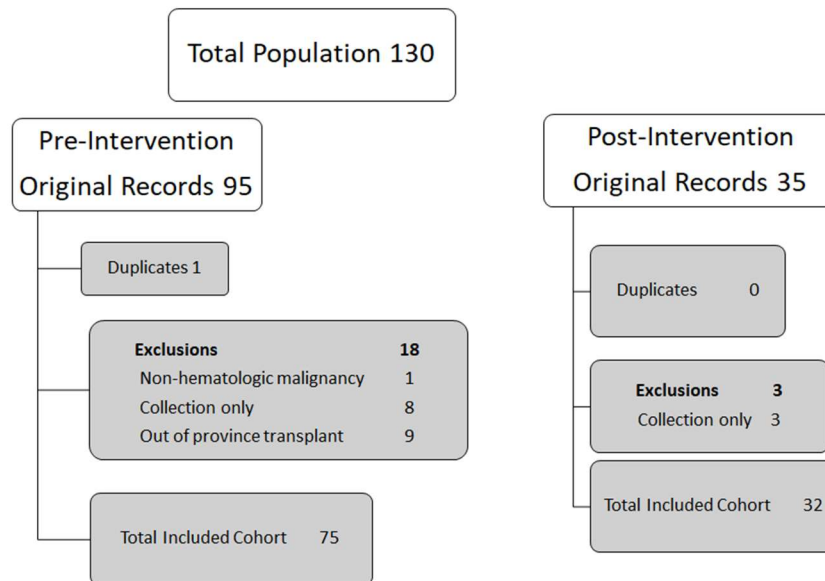 Total Population 130
Pre-Intervention
Original Records 95
Duplicates 1
Exclusions 18
Non-hematologic malignancy 1
Collection only 8
Out of province transplant 9
Total Included Cohort 75
Post-Intervention
Original Records 35
Duplicates 0
Exclusions 3
Collection only 3
Total Included Cohort 32